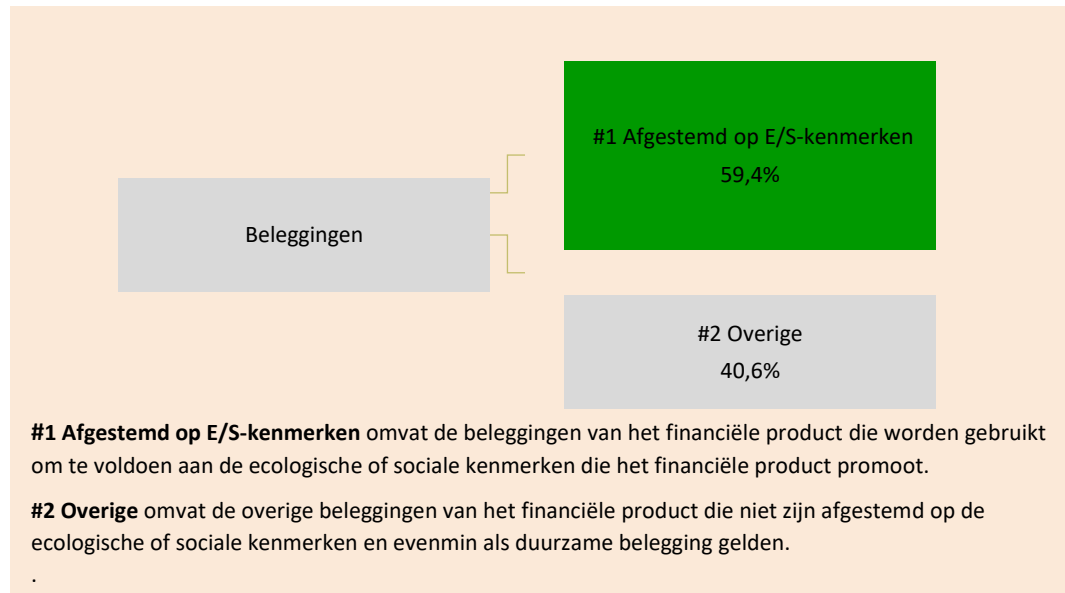 #1 Afgestemd op E/S-kenmerken
59,4%
Beleggingen
#2 Overige
40,6%
#1 Afgestemd op E/S-kenmerken omvat de beleggingen van het financiële product die worden gebruikt
om te voldoen aan de ecologische of sociale kenmerken die het financiële product promoot.
#2 Overige omvat de overige beleggingen van het financiële product die niet zijn afgestemd op de
ecologische of sociale kenmerken en evenmin als duurzame belegging gelden.
.